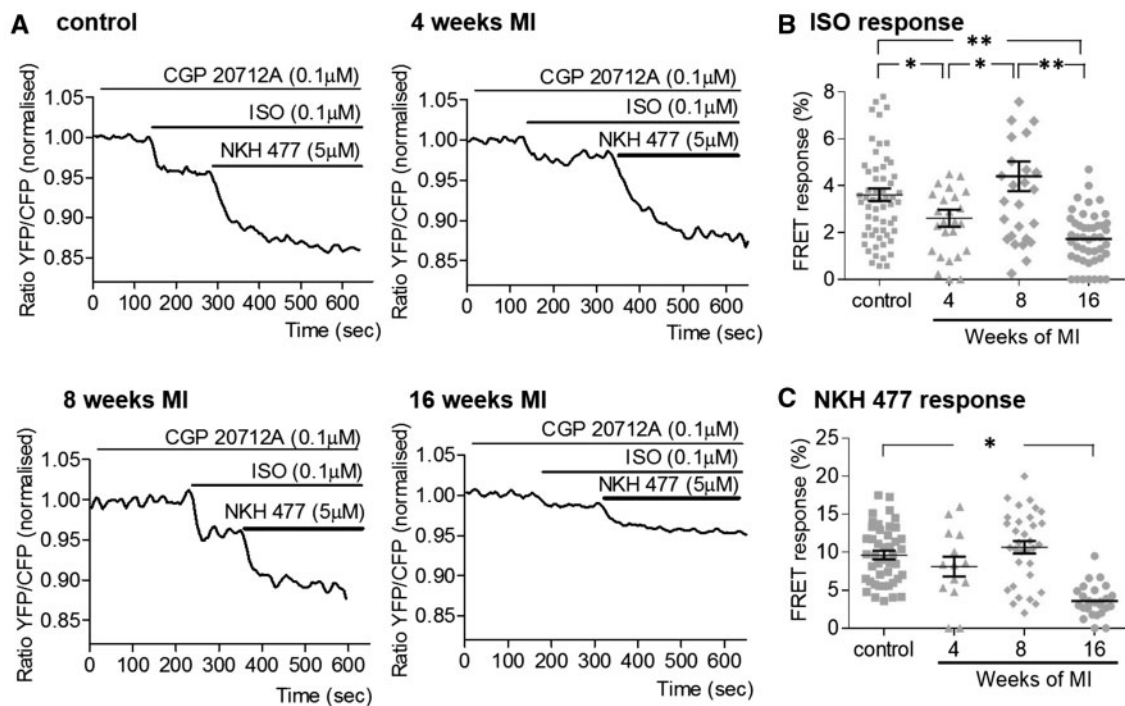 A control
CGP 20712A (0.1μM)
ISO (0.1μM)
NKH 477 (5μM)
Ratio YFP/CFP (normalised)
1.05
1.00
0.95
0.90
0.85
0 100 200 300 400 500 600
Time (sec)
4 weeks MI
CGP 20712A (0.1μM)
ISO (0.1μM)
NKH 477 (5μM)
Ratio YFP/CFP (normalised)
1.05
1.00
0.95
0.90
0.85
0 100 200 300 400 500 600
Time (sec)
B ISO response
**
* * **
FRET response (%)
8
6
4
2
0
control 4 8 16
Weeks of MI
8 weeks MI
CGP 20712A (0.1μM)
ISO (0.1μM)
NKH 477 (5μM)
Ratio YFP/CFP (normalised)
1.05
1.00
0.95
0.90
0.85
0 100 200 300 400 500 600
Time (sec)
16 weeks MI
CGP 20712A (0.1μM)
ISO (0.1μM)
NKH 477 (5μM)
Ratio YFP/CFP (normalised)
1.05
1.00
0.95
0.90
0.85
0 100 200 300 400 500 600
Time (sec)
C NKH 477 response
*
FRET response (%)
25
20
15
10
5
0
control 4 8 16
Weeks of MI